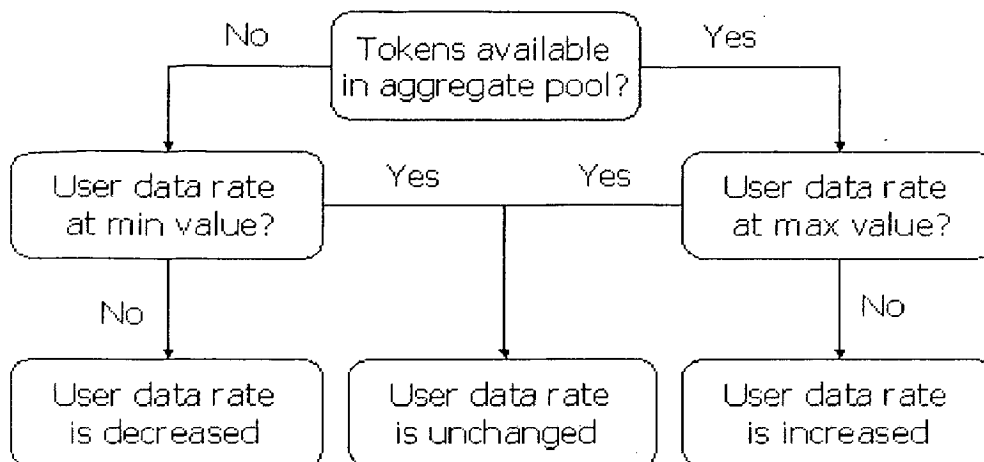 No
Tokens available
in aggregate pool?
Yes
User data rate
at min value?
Yes
Yes
User data rate
at max value?
No
No
User data rate
is decreased
User data rate
is unchanged
User data rate
is increased